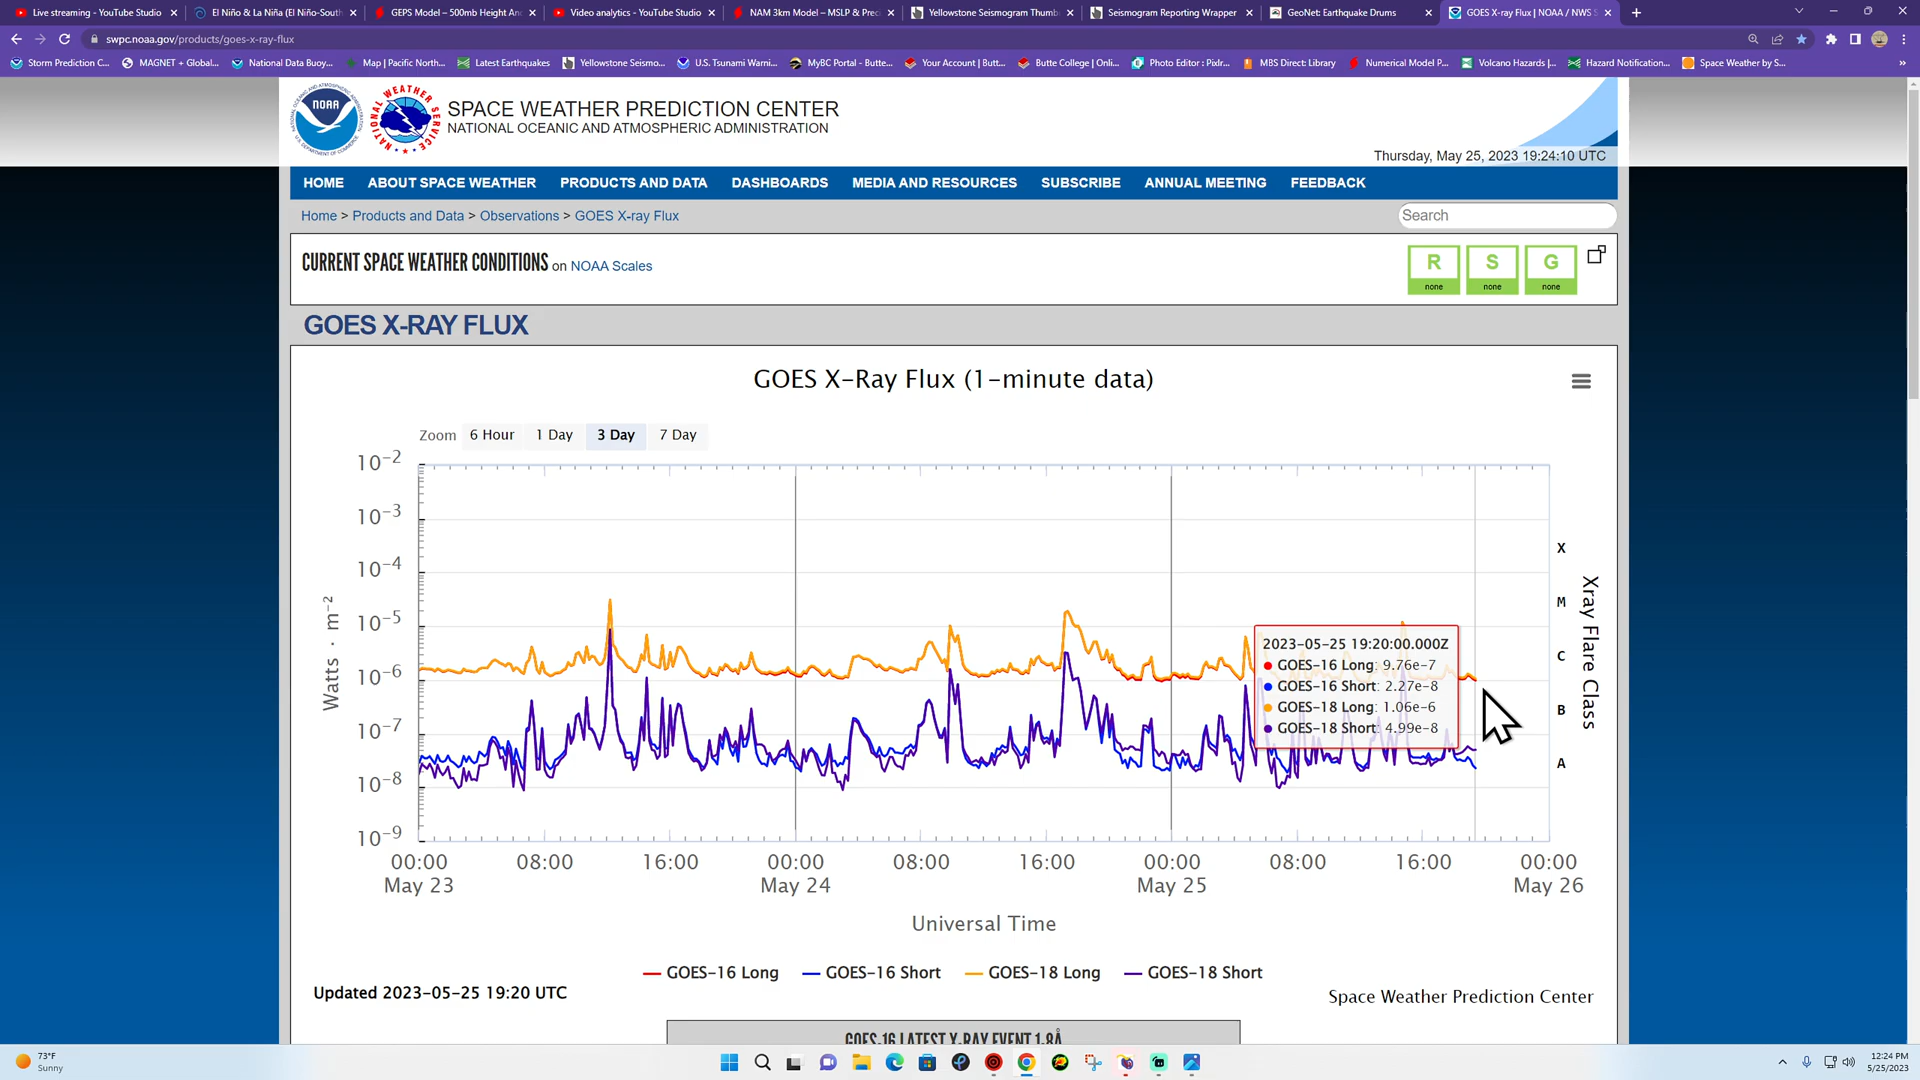 Live streaming - YouTube Studio
El Niño & La Niña (El Niño-South
GEPS Model – 500mb Height An
Video analytics - YouTube Studio
NAM 3km Model – MSLP & Prec
Yellowstone Seismogram Thumb
Seismogram Reporting Wrapper
GeoNet: Earthquake Drums
GOES X-ray Flux | NOAA / NWS S
swpc.noaa.gov/products/goes-x-ray-flux
Storm Prediction C...
MAGNET + Global...
National Data Buoy...
Map | Pacific North...
Latest Earthquakes
Yellowstone Seismo...
U.S. Tsunami Warni...
MyBC Portal - Butte...
Your Account | Butt...
Butte College | Onli...
Photo Editor : Pixlr...
MBS Direct: Library
Numerical Model P...
Volcano Hazards |...
Hazard Notification...
Space Weather by S...
NOAA
NATIONAL WEATHER SERVICE
SPACE WEATHER PREDICTION CENTER
NATIONAL OCEANIC AND ATMOSPHERIC ADMINISTRATION
Thursday, May 25, 2023 19:24:10 UTC
HOME ABOUT SPACE WEATHER PRODUCTS AND DATA DASHBOARDS MEDIA AND RESOURCES SUBSCRIBE ANNUAL MEETING FEEDBACK
Home > Products and Data > Observations > GOES X-ray Flux
Search
CURRENT SPACE WEATHER CONDITIONS on NOAA Scales
R S G
none none none
GOES X-RAY FLUX
GOES X-Ray Flux (1-minute data)
Zoom 6 Hour 1 Day 3 Day 7 Day
10⁻²
10⁻³
10⁻⁴
10⁻⁵
10⁻⁶
10⁻⁷
10⁻⁸
10⁻⁹
Watts · m⁻²
X
M
C
B
A
Xray Flare Class
2023-05-25 19:20:00.000Z
GOES-16 Long: 9.76e-7
GOES-16 Short: 2.27e-8
GOES-18 Long: 1.06e-6
GOES-18 Short: 4.99e-8
00:00 08:00 16:00 00:00 08:00 16:00 00:00 08:00 16:00 00:00
May 23 May 24 May 25 May 26
Universal Time
GOES-16 Long GOES-16 Short GOES-18 Long GOES-18 Short
Updated 2023-05-25 19:20 UTC
Space Weather Prediction Center
GOES-16 LATEST X-RAY EVENT 1-8Å
73°F
Sunny
12:24 PM
5/25/2023